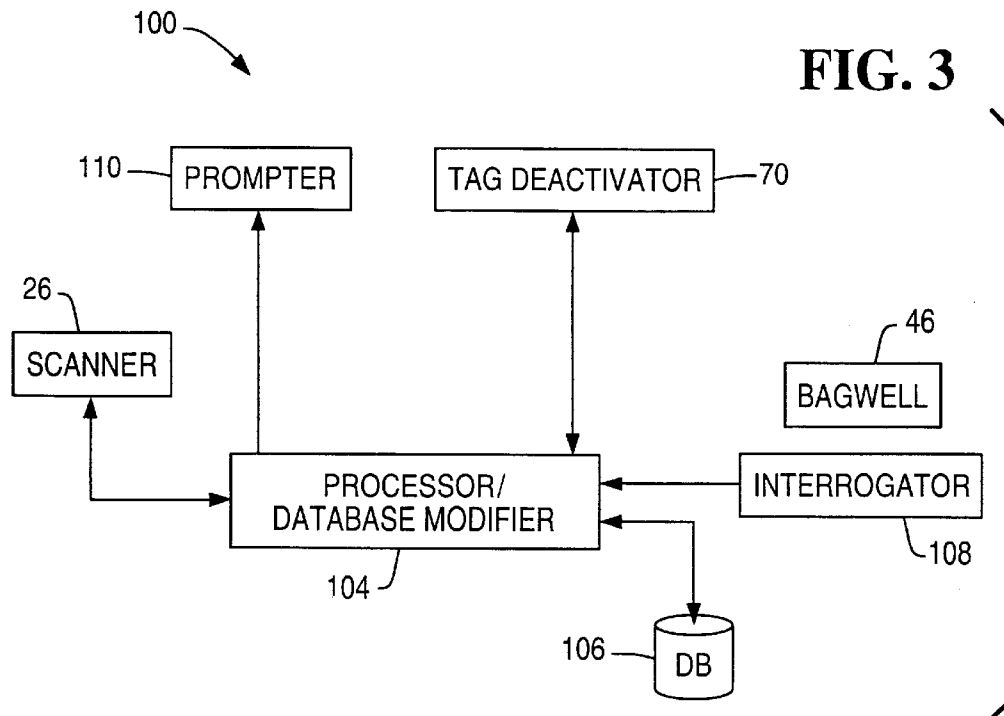 100
FIG. 3
110
PROMPTER
TAG DEACTIVATOR
70
26
SCANNER
46
BAGWELL
PROCESSOR/
DATABASE MODIFIER
INTERROGATOR
104
108
106
DB